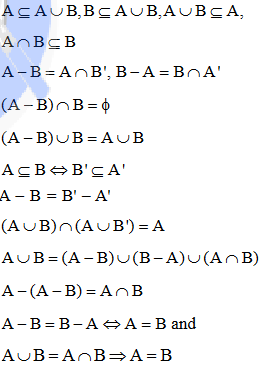 A ⊆ A ∪ B, B ⊆ A ∪ B, A ∪ B ⊆ A,
A ∩ B ⊆ B
A − B = A ∩ B', B − A = B ∩ A'
(A − B) ∩ B = ϕ
(A − B) ∪ B = A ∪ B
A ⊆ B ⇔ B' ⊆ A'
A − B = B' − A'
(A ∪ B) ∩ (A ∪ B') = A
A ∪ B = (A − B) ∪ (B − A) ∪ (A ∩ B)
A − (A − B) = A ∩ B
A − B = B − A ⇔ A = B and
A ∪ B = A ∩ B ⇒ A = B